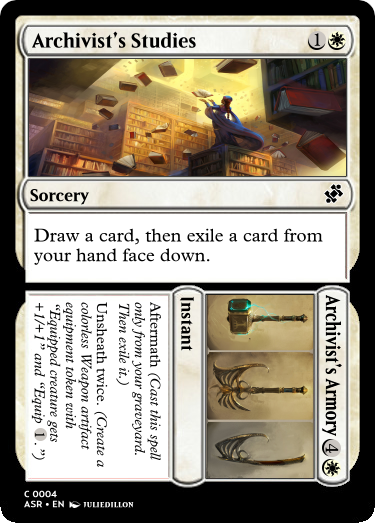 Archivist's Studies 1
Sorcery
Draw a card, then exile a card from
your hand face down.
Archivist's Armory 4
Instant
Aftermath (Cast this spell
only from your graveyard.
Then exile it.)
Unsheath twice. (Create a
colorless Weapon artifact
equipment token with
"Equipped creature gets
+1/+1" and "Equip 1.")
C 0004
ASR • EN JULIEDILLON